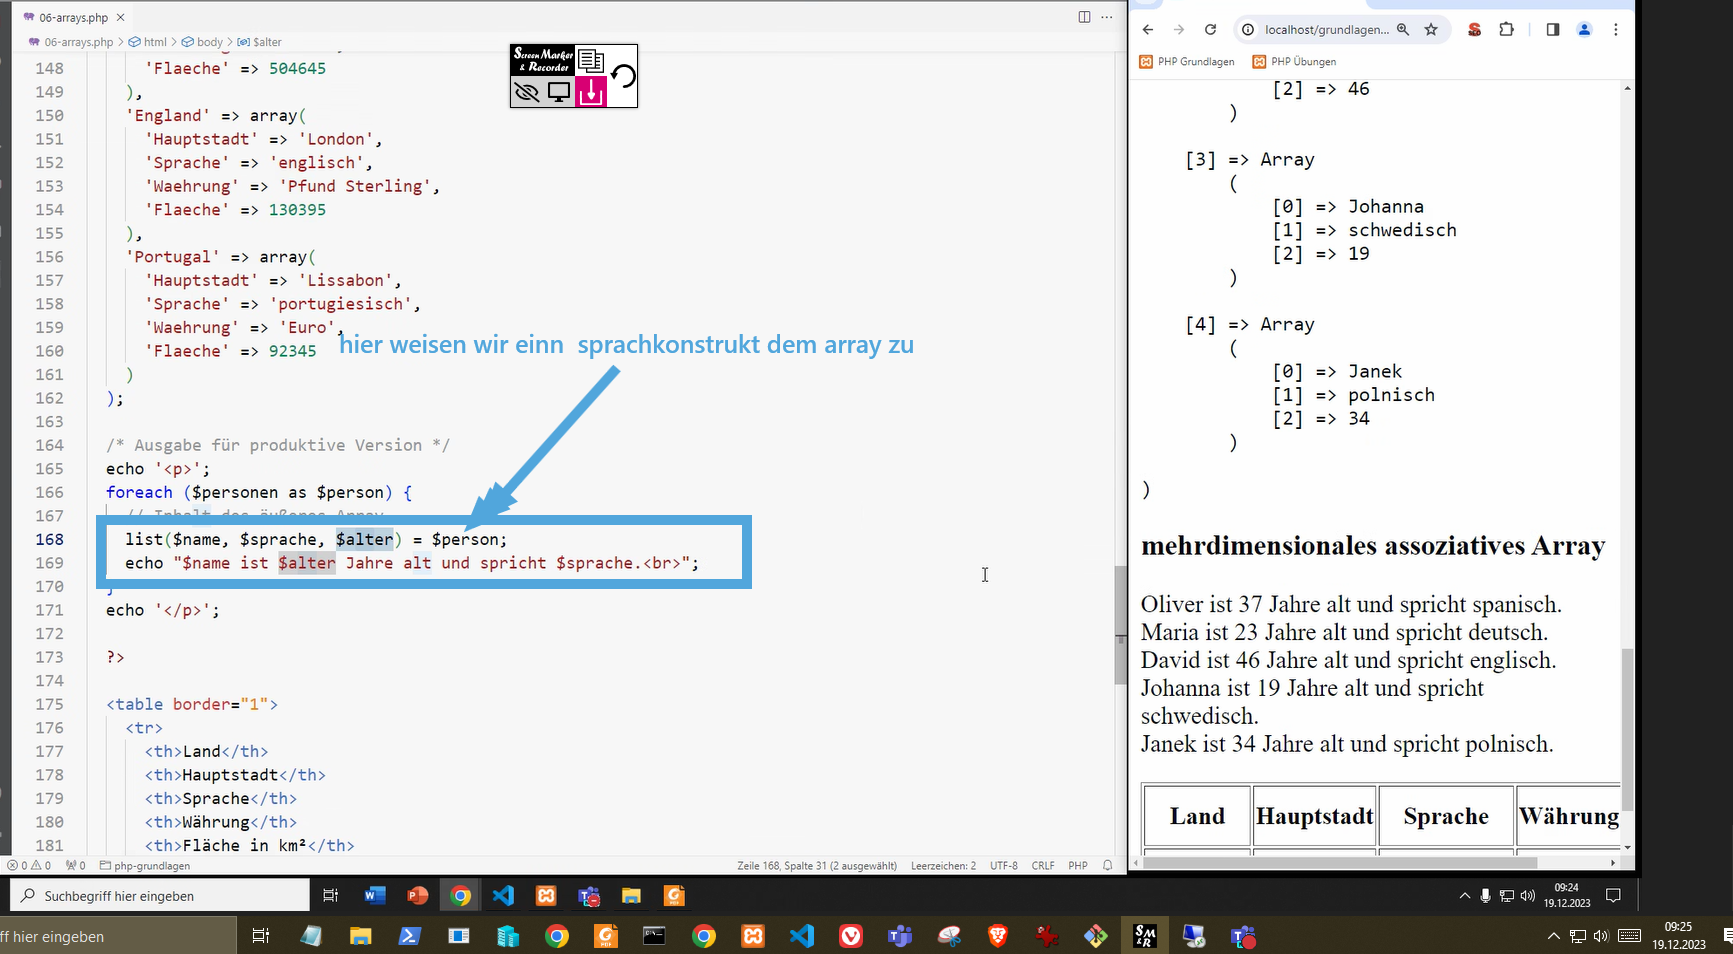 06-arrays.php
06-arrays.php > html > body > $alter
148 'Flaeche' => 504645
149 ),
150 'England' => array(
151 'Hauptstadt' => 'London',
152 'Sprache' => 'englisch',
153 'Waehrung' => 'Pfund Sterling',
154 'Flaeche' => 130395
155 ),
156 'Portugal' => array(
157 'Hauptstadt' => 'Lissabon',
158 'Sprache' => 'portugiesisch',
159 'Waehrung' => 'Euro',
160 'Flaeche' => 92345
161 )
162 );
163
164 /* Ausgabe für produktive Version */
165 echo '<p>';
166 foreach ($personen as $person) {
167 // Inhalt des äußeres Array
168 list($name, $sprache, $alter) = $person;
169 echo "$name ist $alter Jahre alt und spricht $sprache.<br>";
170 }
171 echo '</p>';
172
173 ?>
174
175 <table border="1">
176 <tr>
177 <th>Land</th>
178 <th>Hauptstadt</th>
179 <th>Sprache</th>
180 <th>Währung</th>
181 <th>Fläche in km²</th>
Screen Marker
& Recorder
hier weisen wir einn sprachkonstrukt dem array zu
0 0 0 php-grundlagen
Zeile 168, Spalte 31 (2 ausgewählt) Leerzeichen: 2 UTF-8 CRLF PHP
localhost/grundlagen...
PHP Grundlagen PHP Übungen
[2] => 46
)
[3] => Array
(
[0] => Johanna
[1] => schwedisch
[2] => 19
)
[4] => Array
(
[0] => Janek
[1] => polnisch
[2] => 34
)
)
mehrdimensionales assoziatives Array
Oliver ist 37 Jahre alt und spricht spanisch.
Maria ist 23 Jahre alt und spricht deutsch.
David ist 46 Jahre alt und spricht englisch.
Johanna ist 19 Jahre alt und spricht
schwedisch.
Janek ist 34 Jahre alt und spricht polnisch.
Land Hauptstadt Sprache Währung
Suchbegriff hier eingeben
09:24
19.12.2023
ff hier eingeben
09:25
19.12.2023